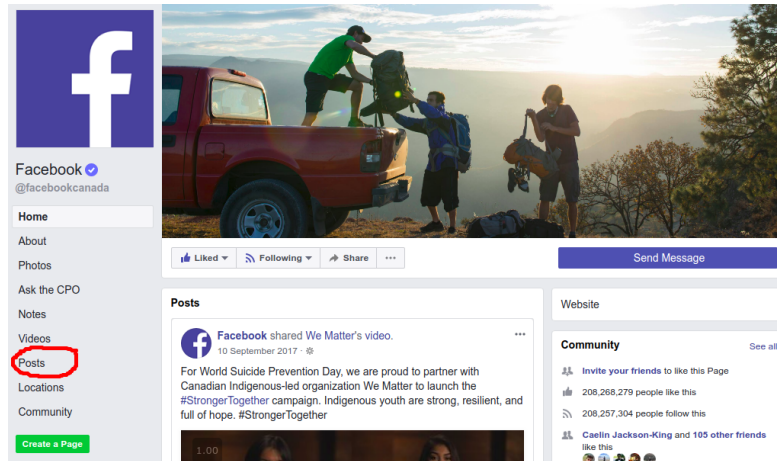 f
Facebook
@facebookcanada
Home
About
Photos
Ask the CPO
Notes
Videos
Posts
Locations
Community
Create a Page
Liked Following Share ...
Send Message
Posts
Facebook shared We Matter's video.
10 September 2017 ·
For World Suicide Prevention Day, we are proud to partner with
Canadian Indigenous-led organization We Matter to launch the
#StrongerTogether campaign. Indigenous youth are strong, resilient, and
full of hope. #StrongerTogether
1.00
Website
Community See all
Invite your friends to like this Page
208,268,279 people like this
208,257,304 people follow this
Caelin Jackson-King and 105 other friends
like this